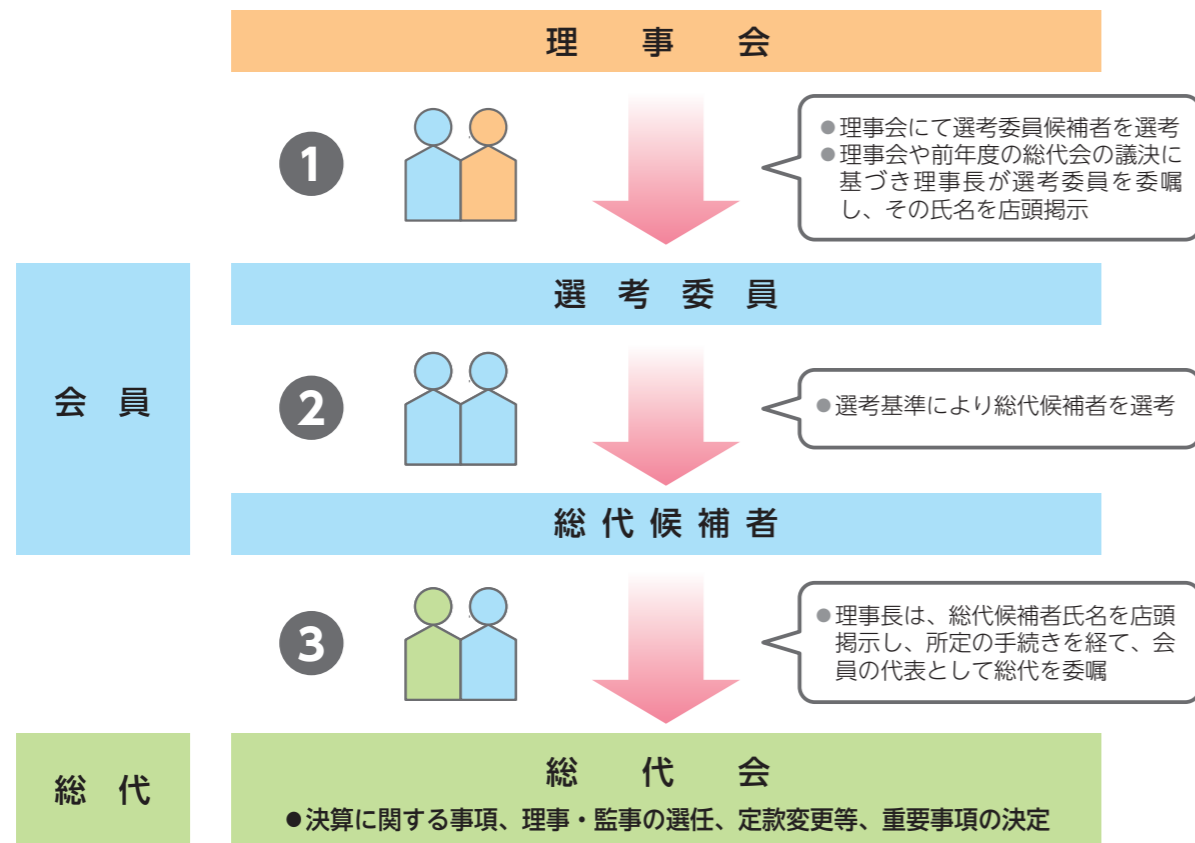 理事会
1
●理事会にて選考委員候補者を選考
●理事会や前年度の総代会の議決に
基づき理事長が選考委員を委嘱
し、その氏名を店頭掲示
選考委員
会員
2
●選考基準により総代候補者を選考
総代候補者
3
●理事長は、総代候補者氏名を店頭
掲示し、所定の手続きを経て、会
員の代表として総代を委嘱
総代
総代会
●決算に関する事項、理事・監事の選任、定款変更等、重要事項の決定